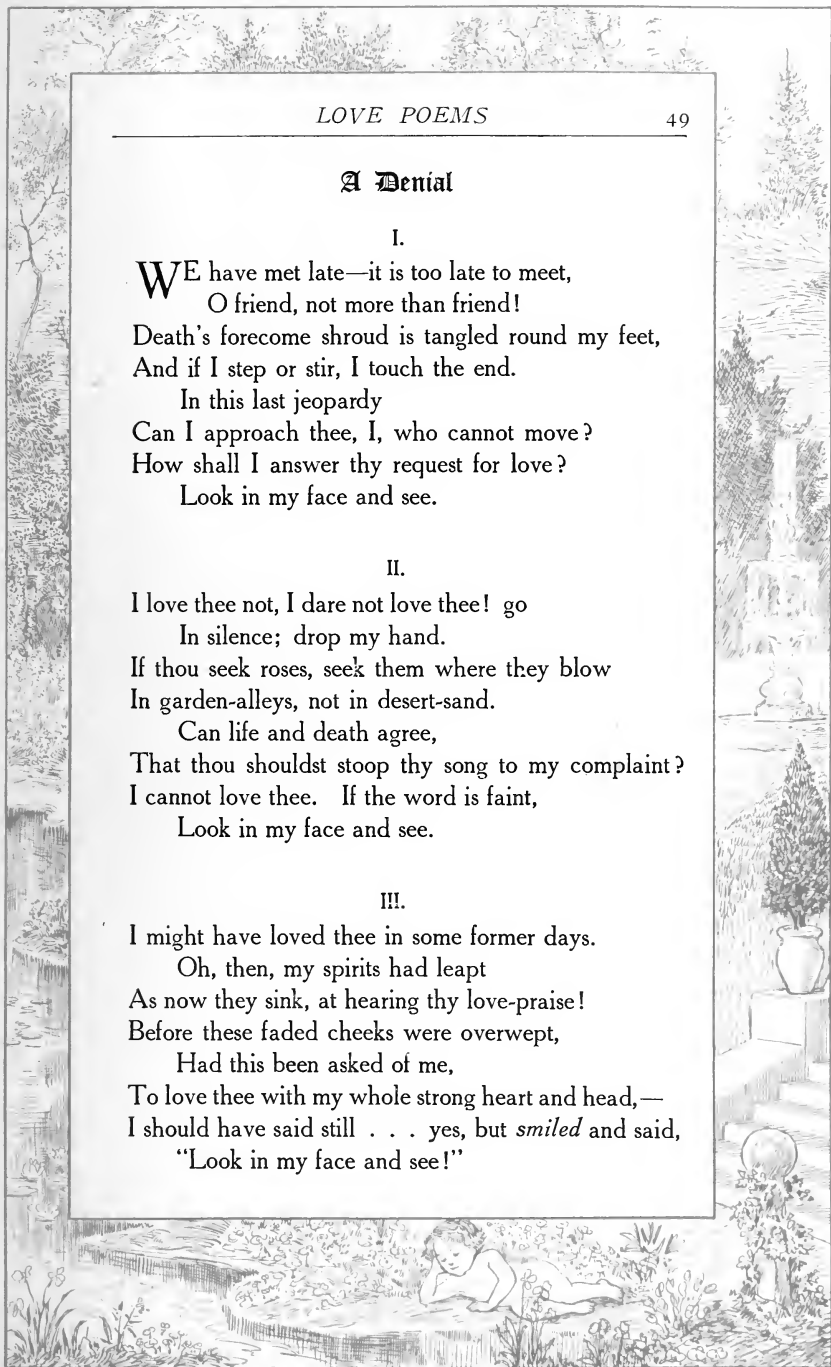 LOVE POEMS 49
A Denial
I.
WE have met late—it is too late to meet,
O friend, not more than friend!
Death's forecome shroud is tangled round my feet,
And if I step or stir, I touch the end.
In this last jeopardy
Can I approach thee, I, who cannot move?
How shall I answer thy request for love?
Look in my face and see.
II.
I love thee not, I dare not love thee! go
In silence; drop my hand.
If thou seek roses, seek them where they blow
In garden-alleys, not in desert-sand.
Can life and death agree,
That thou shouldst stoop thy song to my complaint?
I cannot love thee. If the word is faint,
Look in my face and see.
III.
I might have loved thee in some former days.
Oh, then, my spirits had leapt
As now they sink, at hearing thy love-praise!
Before these faded cheeks were overwept,
Had this been asked of me,
To love thee with my whole strong heart and head,—
I should have said still . . . yes, but smiled and said,
"Look in my face and see!"